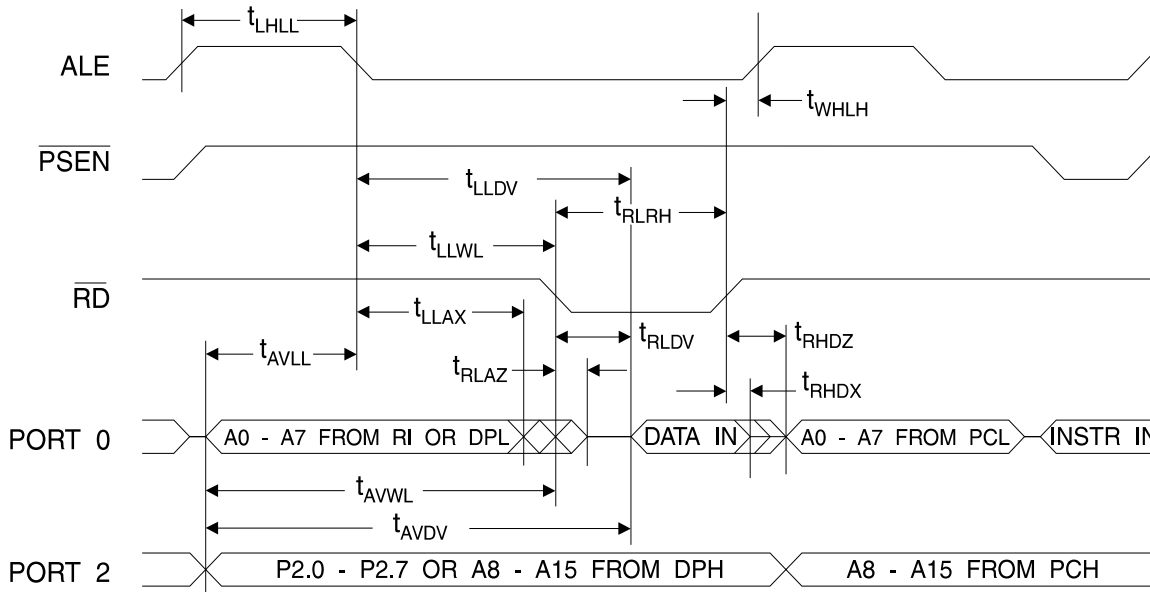 tLHLL
ALE
tWHLH
PSEN
tLLDV
tRLRH
tLLWL
RD
tLLAX
tRLDV
tRHDZ
tAVLL
tRLAZ
tRHDX
PORT 0
A0 - A7 FROM RI OR DPL
DATA IN
A0 - A7 FROM PCL
INSTR IN
tAVWL
tAVDV
PORT 2
P2.0 - P2.7 OR A8 - A15 FROM DPH
A8 - A15 FROM PCH